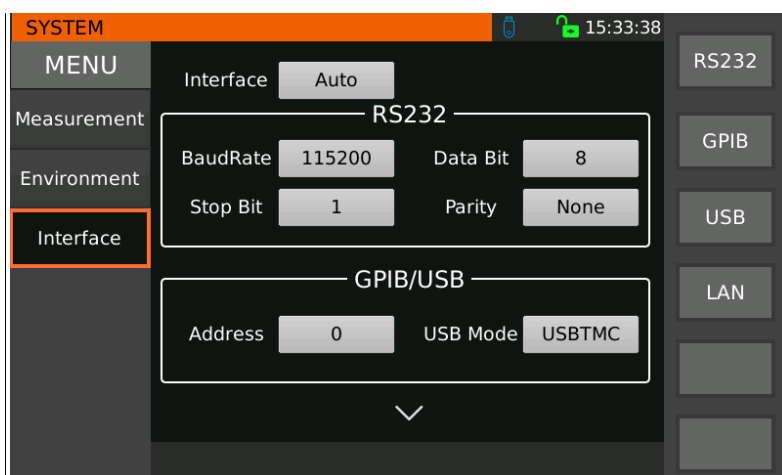 SYSTEM 15:33:38
MENU
Measurement
Environment
Interface
Interface Auto
RS232
BaudRate 115200 Data Bit 8
Stop Bit 1 Parity None
GPIB/USB
Address 0 USB Mode USBTMC
RS232
GPIB
USB
LAN